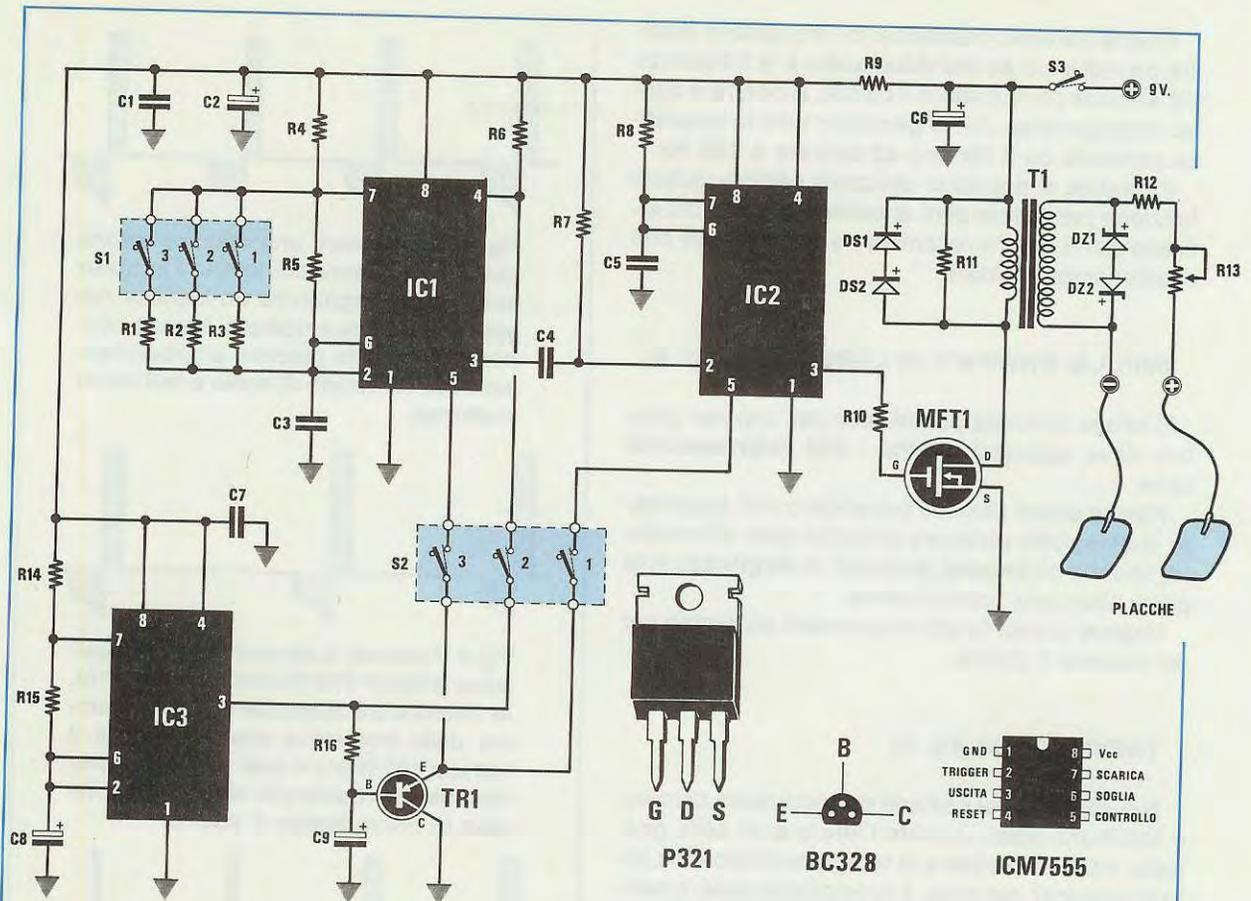 R9
S3
9V.
C1
C2
R4
R6
R8
C6
T1
R12
7
8
4
R7
8
4
DS1
DZ1
S1
3
2
1
R5
IC1
C5
6
IC2
R11
DS2
DZ2
R13
R1
R2
R3
6
2
1
5
3
C4
2
5
1
3
C3
R10
MFT1
G
D
S
C7
S2
3
2
1
R14
8
4
7
PLACCHE
R15
IC3
3
R16
B
E
C
TR1
6
2
1
C8
C9
G D S
P321
B
E
C
BC328
GND 1
8 Vcc
TRIGGER 2
7 SCARICA
USCITA 3
6 SOGLIA
RESET 4
5 CONTROLLO
ICM7555